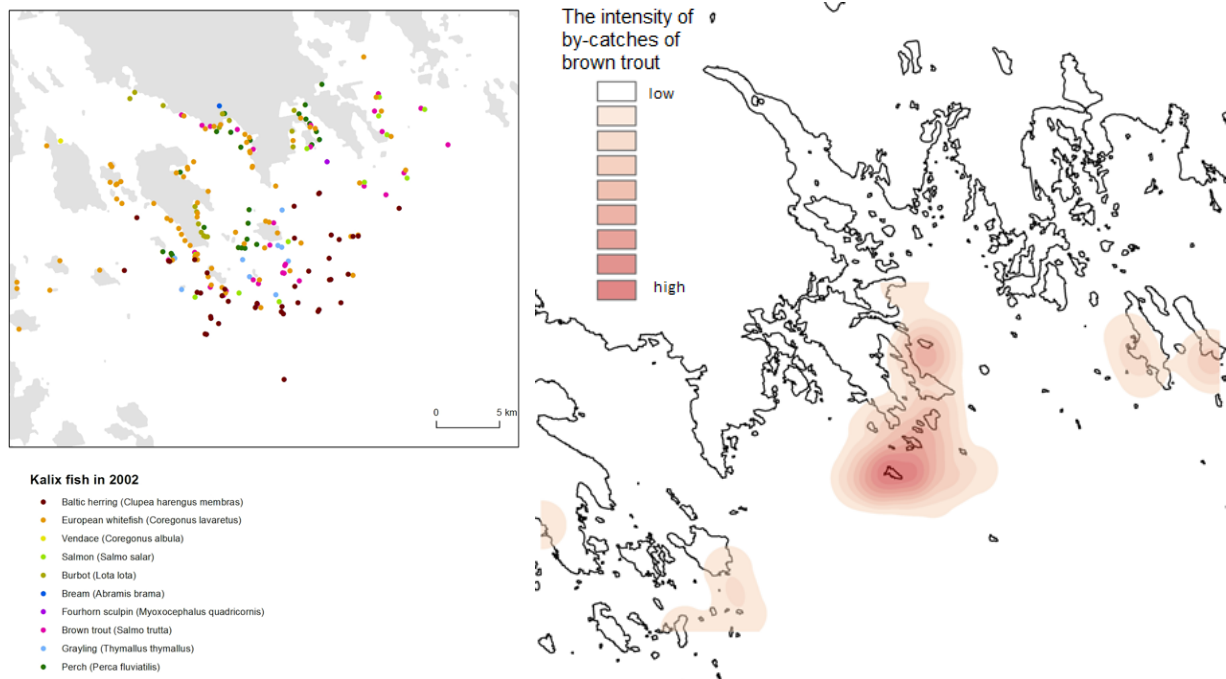 The intensity of
by-catches of
brown trout
low
high
0 5 km
Kalix fish in 2002
Baltic herring (Clupea harengus membras)
European whitefish (Coregonus lavaretus)
Vendace (Coregonus albula)
Salmon (Salmo salar)
Burbot (Lota lota)
Bream (Abramis brama)
Fourhorn sculpin (Myoxocephalus quadricornis)
Brown trout (Salmo trutta)
Grayling (Thymallus thymallus)
Perch (Perca fluviatilis)